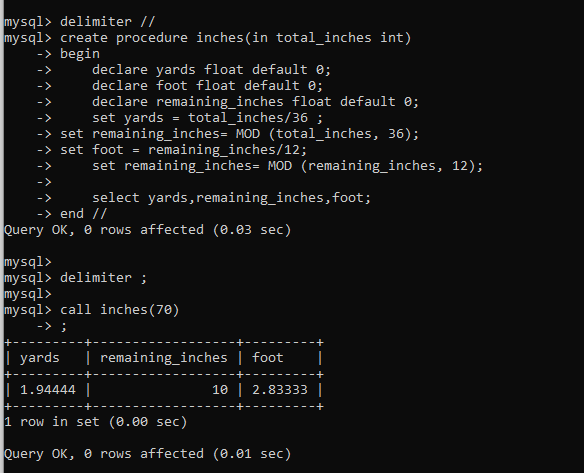 mysql> delimiter //
mysql> create procedure inches(in total_inches int)
    -> begin
    ->     declare yards float default 0;
    ->     declare foot float default 0;
    ->     declare remaining_inches float default 0;
    ->     set yards = total_inches/36 ;
    -> set remaining_inches= MOD (total_inches, 36);
    -> set foot = remaining_inches/12;
    ->     set remaining_inches= MOD (remaining_inches, 12);
    ->
    ->     select yards,remaining_inches,foot;
    -> end //
Query OK, 0 rows affected (0.03 sec)
mysql>
mysql> delimiter ;
mysql>
mysql> call inches(70)
    -> ;
+---------+------------------+---------+
| yards   | remaining_inches | foot    |
+---------+------------------+---------+
| 1.94444 |               10 | 2.83333 |
+---------+------------------+---------+
1 row in set (0.00 sec)
Query OK, 0 rows affected (0.01 sec)